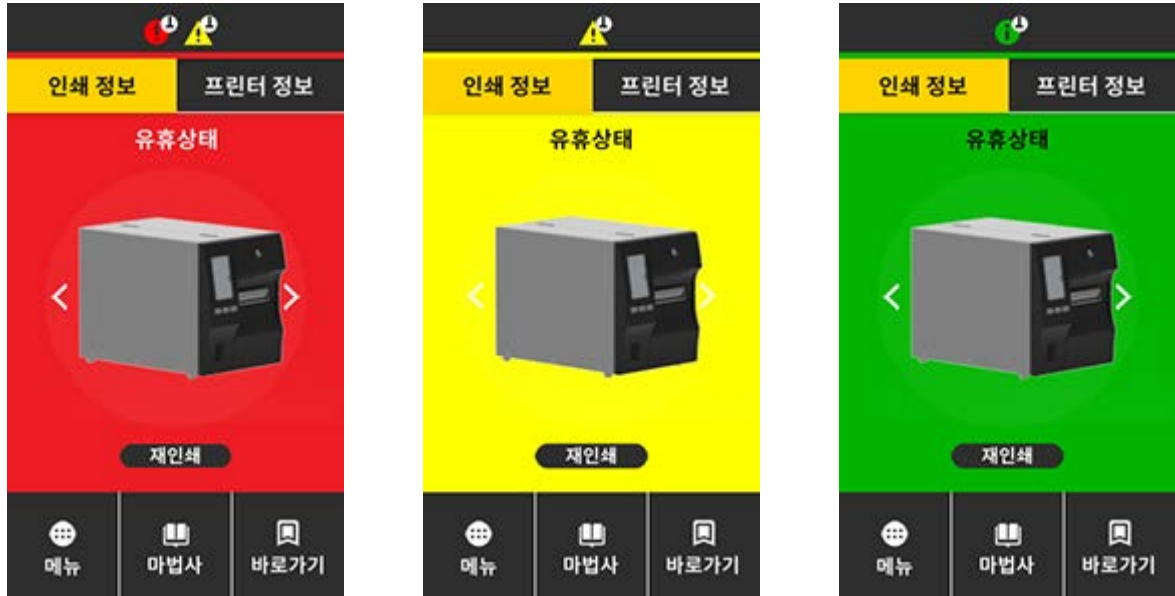 인쇄 정보 프린터 정보
유휴상태
재인쇄
메뉴 마법사 바로가기
인쇄 정보 프린터 정보
유휴상태
재인쇄
메뉴 마법사 바로가기
인쇄 정보 프린터 정보
유휴상태
재인쇄
메뉴 마법사 바로가기